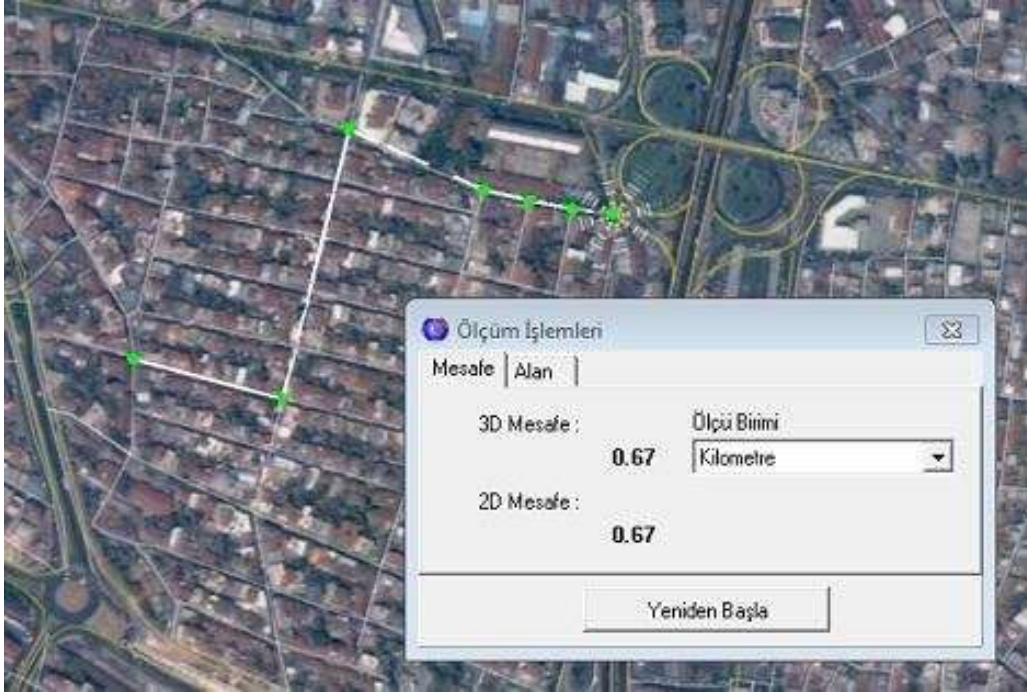 Ölçüm İşlemleri
Mesafe Alan
3D Mesafe :
Ölçü Birimi
0.67
Kilometre
2D Mesafe :
0.67
Yeniden Başla